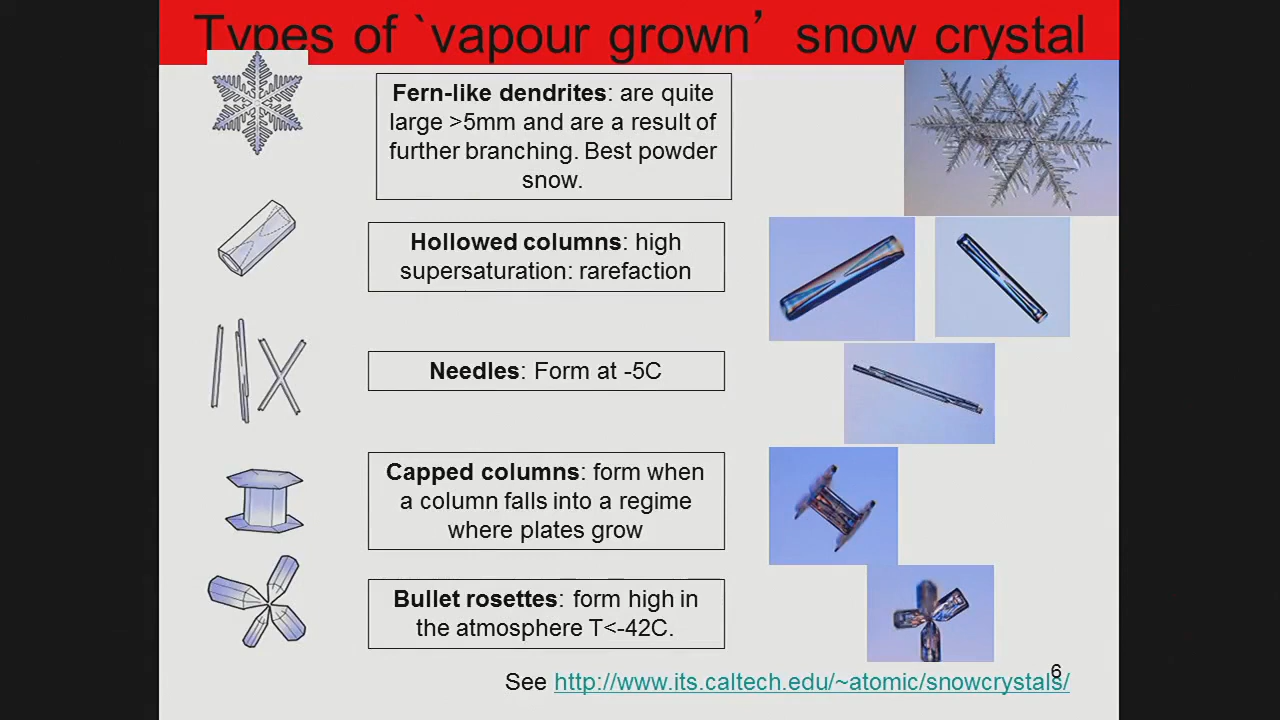 Types of `vapour grown’ snow crystal
Fern-like dendrites: are quite
large >5mm and are a result of
further branching. Best powder
snow.
Hollowed columns: high
supersaturation: rarefaction
Needles: Form at -5C
Capped columns: form when
a column falls into a regime
where plates grow
Bullet rosettes: form high in
the atmosphere T<-42C.
6
See http://www.its.caltech.edu/~atomic/snowcrystals/